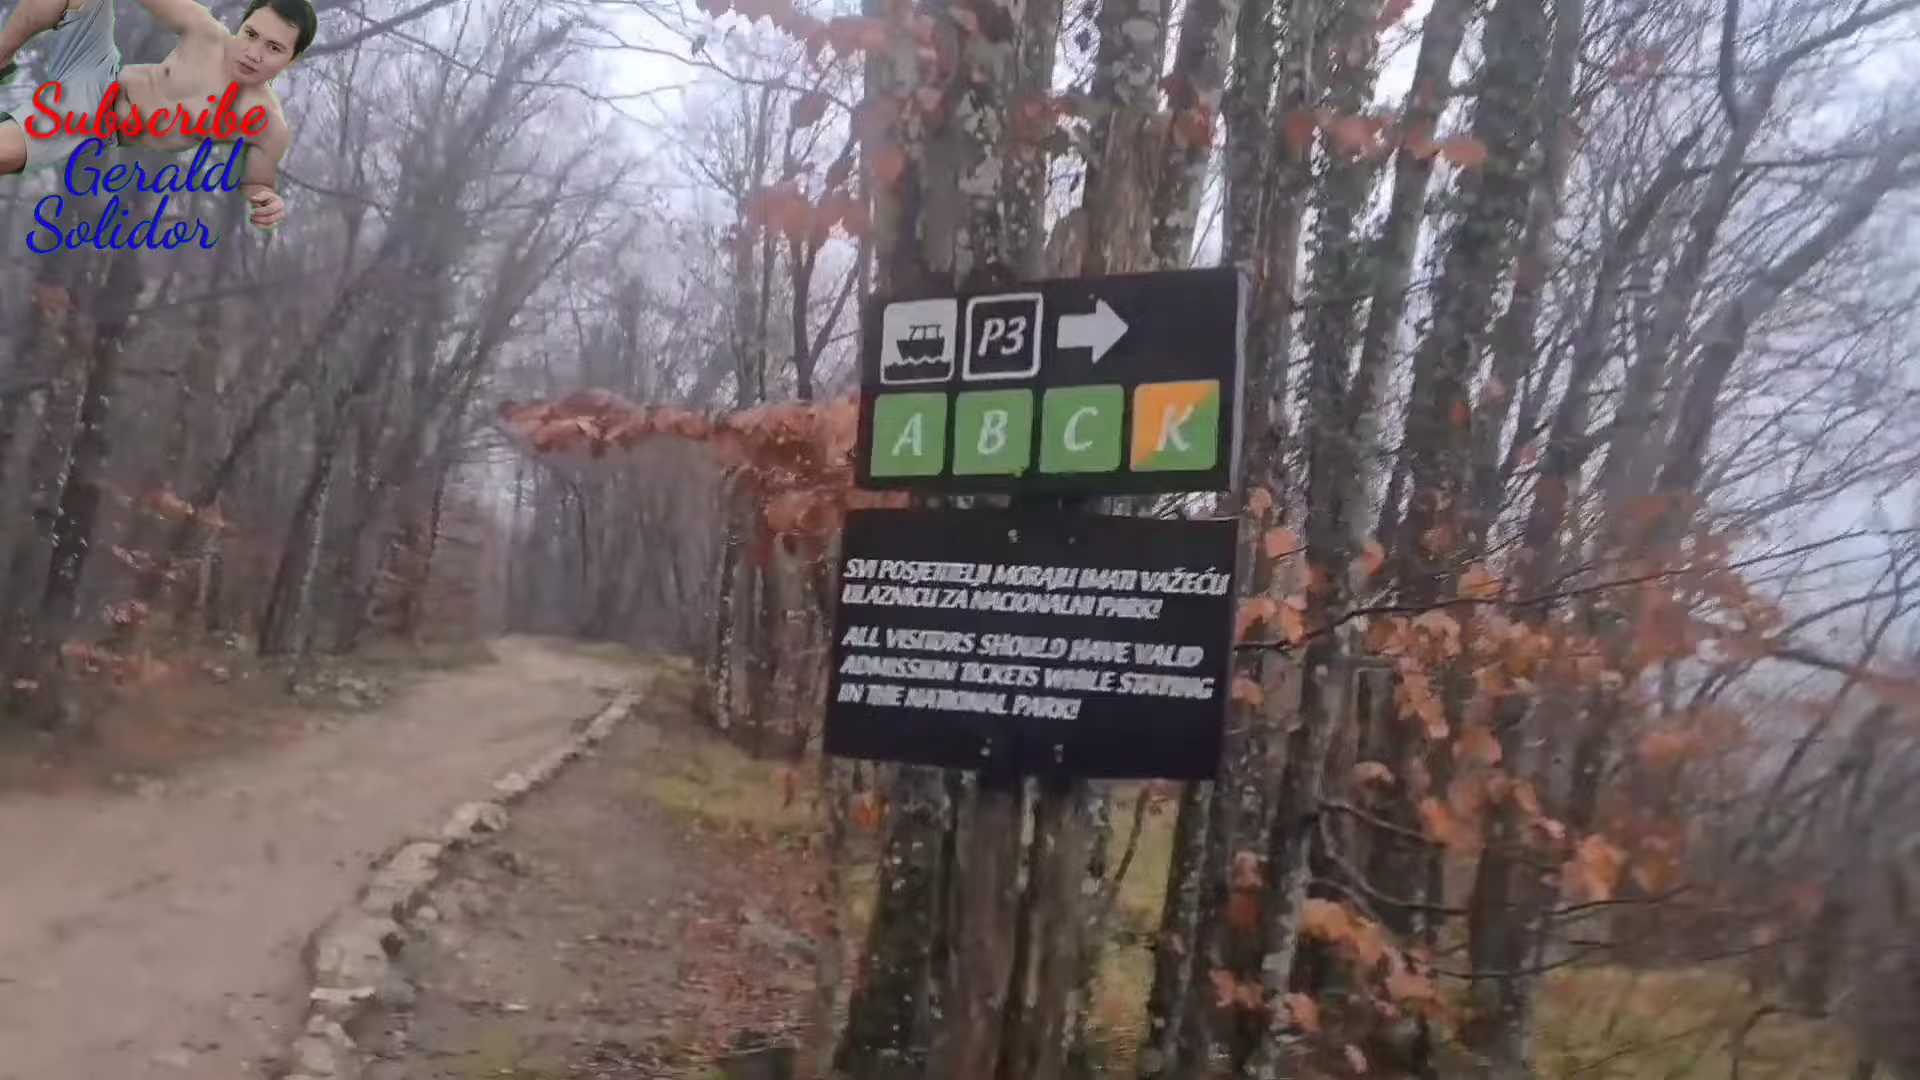 Subscribe
Gerald
Solidor
P3
A B C K
SVI POSJETITELJI MORAJU IMATI VAŽEĆU
ULAZNICU ZA NACIONALNI PARK!
ALL VISITORS SHOULD HAVE VALID
ADMISSION TICKETS WHILE STAYING
IN THE NATIONAL PARK!